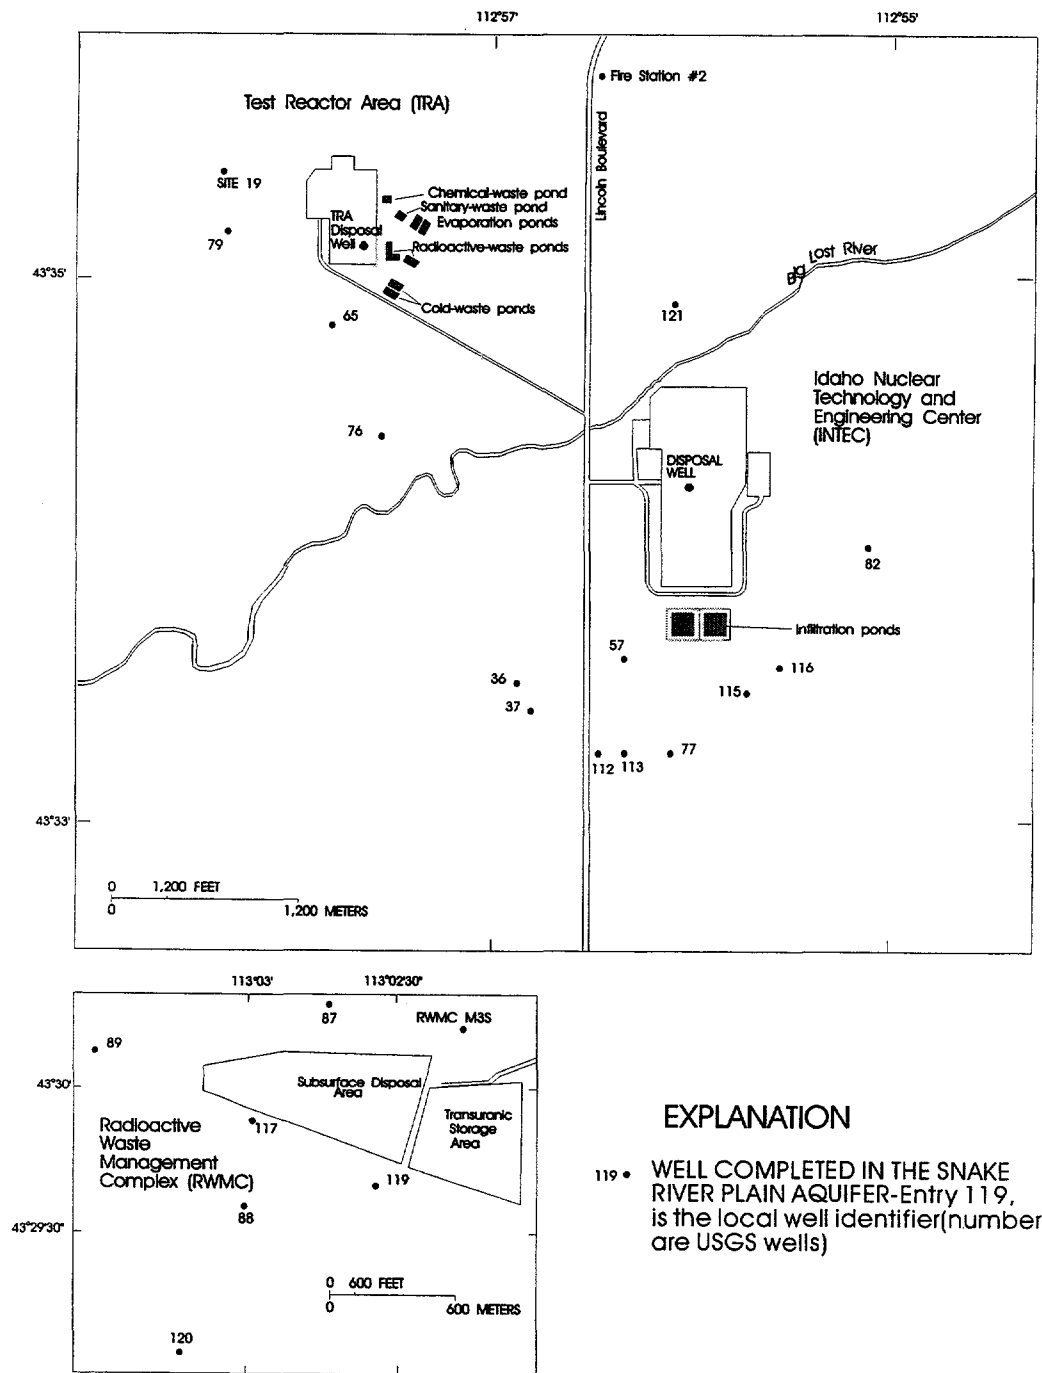 112°57'
112°55'
Fire Station #2
Test Reactor Area (TRA)
Lincoln Boulevard
SITE 19
Chemical-waste pond
Sanitary-waste pond
Evaporation ponds
TRA
Disposal
Well
Radioactive-waste ponds
79
Big Lost River
43°35'
Cold-waste ponds
121
65
Idaho Nuclear
Technology and
Engineering Center
(INTEC)
76
DISPOSAL
WELL
82
Infiltration ponds
57
116
36
115
37
77
112
113
43°33'
0 1,200 FEET
0 1,200 METERS
113°03'
113°02'30"
87
RWMC M3S
89
43°30'
Subsurface Disposal
Area
Transuranic
Storage
Area
117
Radioactive
Waste
Management
Complex (RWMC)
119
88
43°29'30"
0 600 FEET
0 600 METERS
120
EXPLANATION
119 WELL COMPLETED IN THE SNAKE
RIVER PLAIN AQUIFER-Entry 119,
is the local well identifier(number
are USGS wells)